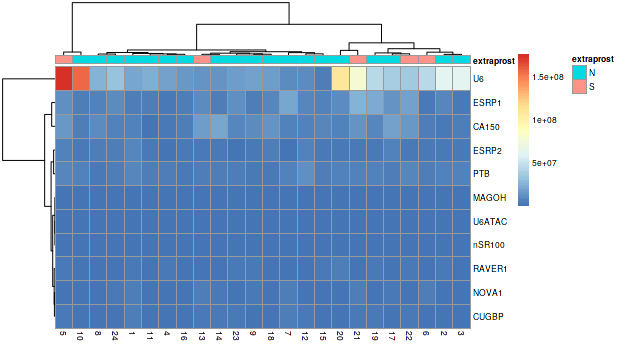 extraprost
U6
ESRP1
CA150
ESRP2
PTB
MAGOH
U6ATAC
nSR100
RAVER1
NOVA1
CUGBP
5 10 8 24 1 11 4 16 13 14 23 9 18 7 12 15 20 21 19 17 22 6 2 3
1.5e+08
1e+08
5e+07
extraprost
N
S